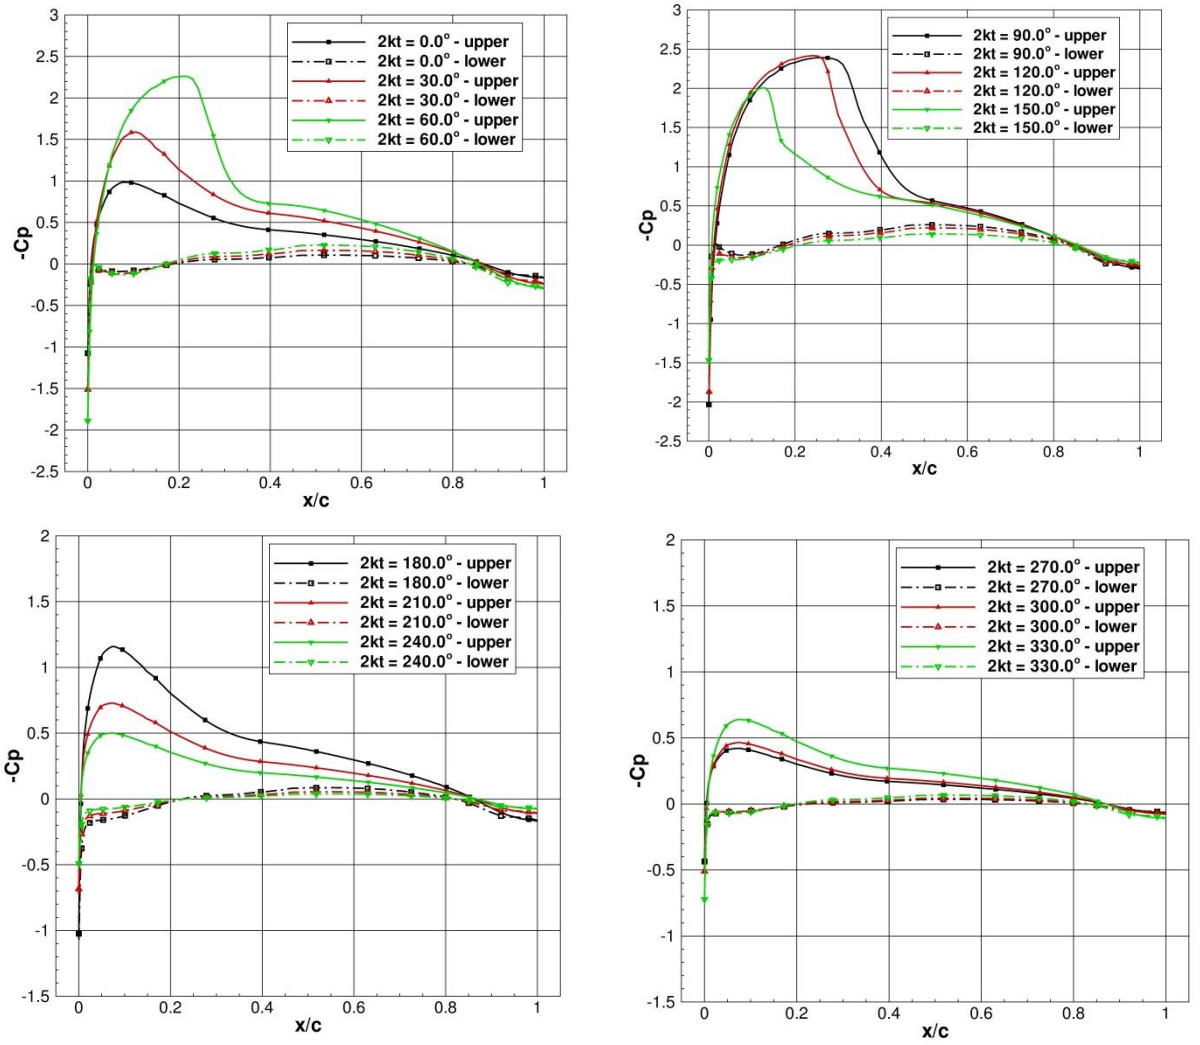 3
2.5
2
1.5
1
0.5
0
-0.5
-1
-1.5
-2
-2.5
-Cp
2kt = 0.0° - upper
2kt = 0.0° - lower
2kt = 30.0° - upper
2kt = 30.0° - lower
2kt = 60.0° - upper
2kt = 60.0° - lower
0 0.2 0.4 0.6 0.8 1
x/c
3
2.5
2
1.5
1
0.5
0
-0.5
-1
-1.5
-2
-2.5
-Cp
2kt = 90.0° - upper
2kt = 90.0° - lower
2kt = 120.0° - upper
2kt = 120.0° - lower
2kt = 150.0° - upper
2kt = 150.0° - lower
0 0.2 0.4 0.6 0.8 1
x/c
2
1.5
1
0.5
0
-0.5
-1
-1.5
-Cp
2kt = 180.0° - upper
2kt = 180.0° - lower
2kt = 210.0° - upper
2kt = 210.0° - lower
2kt = 240.0° - upper
2kt = 240.0° - lower
0 0.2 0.4 0.6 0.8 1
x/c
2
1.5
1
0.5
0
-0.5
-1
-1.5
-Cp
2kt = 270.0° - upper
2kt = 270.0° - lower
2kt = 300.0° - upper
2kt = 300.0° - lower
2kt = 330.0° - upper
2kt = 330.0° - lower
0 0.2 0.4 0.6 0.8 1
x/c